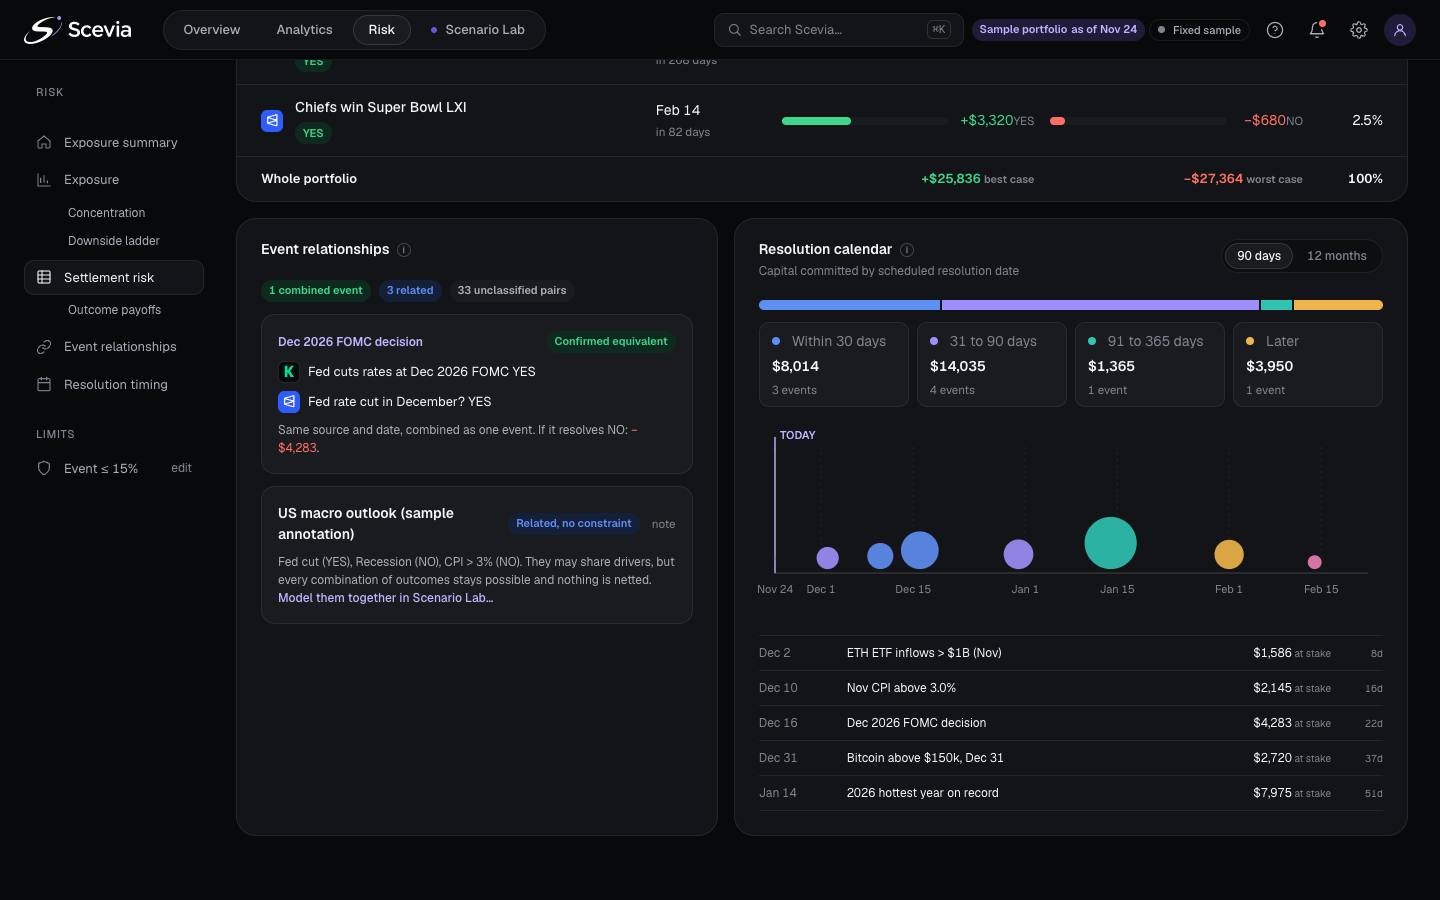 Scevia
Overview
Analytics
Risk
Scenario Lab
Search Scevia...
⌘K
Sample portfolio as of Nov 24
Fixed sample
RISK
Exposure summary
Exposure
Concentration
Downside ladder
Settlement risk
Outcome payoffs
Event relationships
Resolution timing
LIMITS
Event ≤ 15% edit
YES
in 208 days
Chiefs win Super Bowl LXI
YES
Feb 14
in 82 days
+$3,320YES
−$680NO
2.5%
Whole portfolio
+$25,836 best case
−$27,364 worst case
100%
Event relationships
1 combined event
3 related
33 unclassified pairs
Dec 2026 FOMC decision
Confirmed equivalent
K
Fed cuts rates at Dec 2026 FOMC YES
Fed rate cut in December? YES
Same source and date, combined as one event. If it resolves NO: −
$4,283.
US macro outlook (sample
annotation)
Related, no constraint
note
Fed cut (YES), Recession (NO), CPI > 3% (NO). They may share drivers, but
every combination of outcomes stays possible and nothing is netted.
Model them together in Scenario Lab...
Resolution calendar
Capital committed by scheduled resolution date
90 days
12 months
Within 30 days
$8,014
3 events
31 to 90 days
$14,035
4 events
91 to 365 days
$1,365
1 event
Later
$3,950
1 event
TODAY
Nov 24
Dec 1
Dec 15
Jan 1
Jan 15
Feb 1
Feb 15
Dec 2 ETH ETF inflows > $1B (Nov) $1,586 at stake 8d
Dec 10 Nov CPI above 3.0% $2,145 at stake 16d
Dec 16 Dec 2026 FOMC decision $4,283 at stake 22d
Dec 31 Bitcoin above $150k, Dec 31 $2,720 at stake 37d
Jan 14 2026 hottest year on record $7,975 at stake 51d